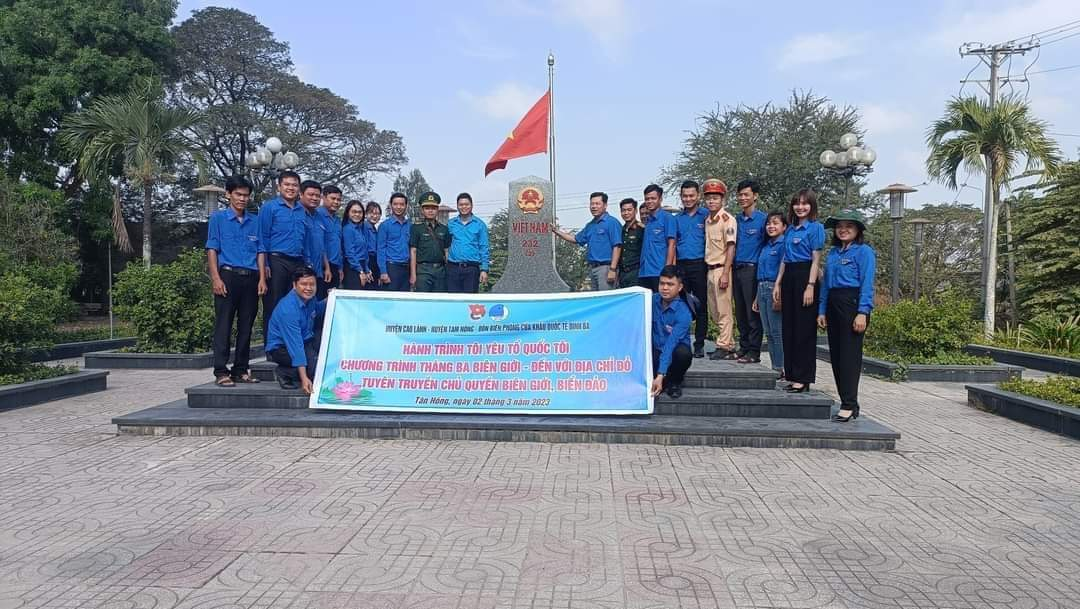 VIỆT NAM
232
HUYỆN CAO LÃNH - HUYỆN TAM NÔNG - ĐỒN BIÊN PHÒNG CỬA KHẨU QUỐC TẾ DINH BÀ
HÀNH TRÌNH TÔI YÊU TỔ QUỐC TÔI
CHƯƠNG TRÌNH THÁNG BA BIÊN GIỚI - ĐẾN VỚI ĐỊA CHỈ ĐỎ
TUYÊN TRUYỀN CHỦ QUYỀN BIÊN GIỚI, BIỂN ĐẢO
Tân Hồng, ngày 02 tháng 3 năm 2023